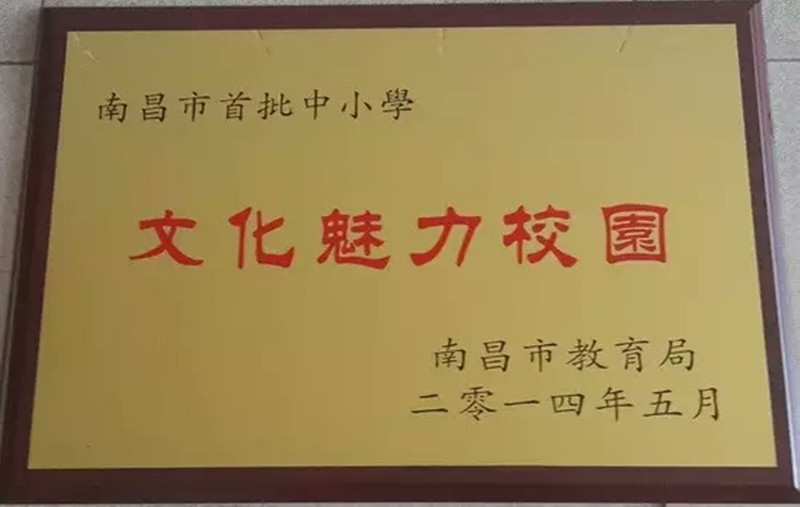 南昌市首批中小學
文化魅力校園
南昌市教育局
二零一四年五月